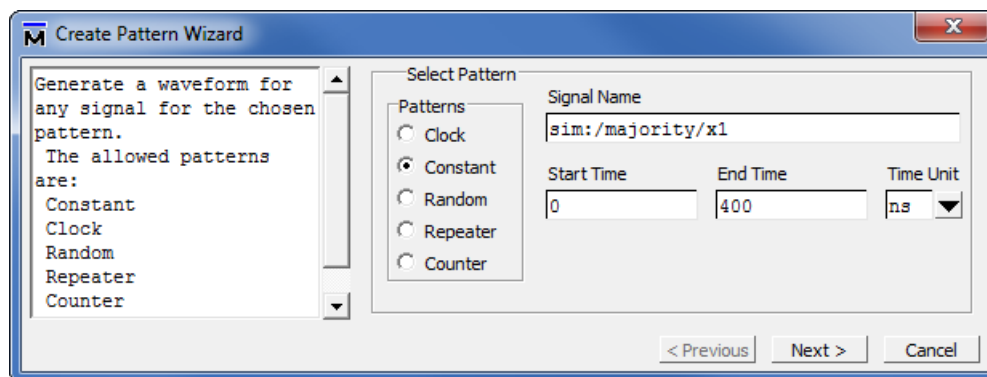 Create Pattern Wizard
Generate a waveform for
any signal for the chosen
pattern.
The allowed patterns
are:
Constant
Clock
Random
Repeater
Counter
Select Pattern
Patterns
Clock
Constant
Random
Repeater
Counter
Signal Name
sim:/majority/x1
Start Time
End Time
Time Unit
0
400
ns
< Previous
Next >
Cancel